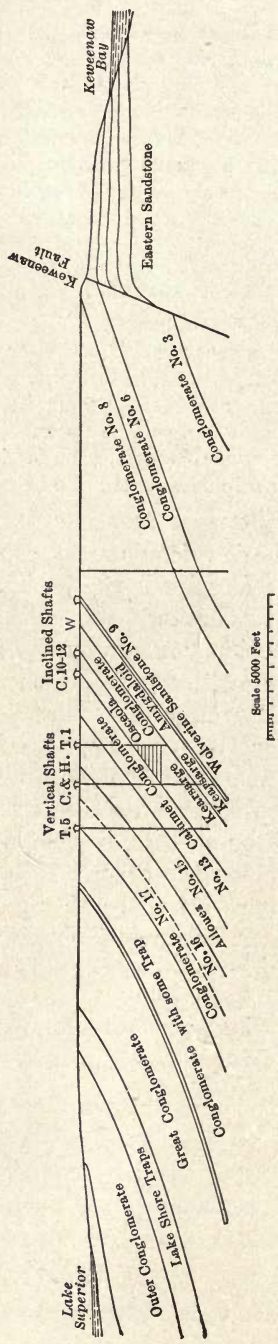 Lake
Superior
Outer Conglomerate
Lake Shore Traps
Great Conglomerate
Conglomerate with some Trap
Conglomerate No. 17
No. 16
Allouez No. 15
No. 13
Calumet Conglomerate
Osceola
Kearsarge Conglomerate
Kearsarge Amygdaloid
Wolverine Sandstone No. 9
Vertical Shafts
T.5 C. & H. T.1
Inclined Shafts
C.10-12
W
Conglomerate No. 8
Conglomerate No. 6
Conglomerate No. 3
Keweenaw
Fault
Eastern Sandstone
Keweenaw
Bay
Scale 5000 Feet